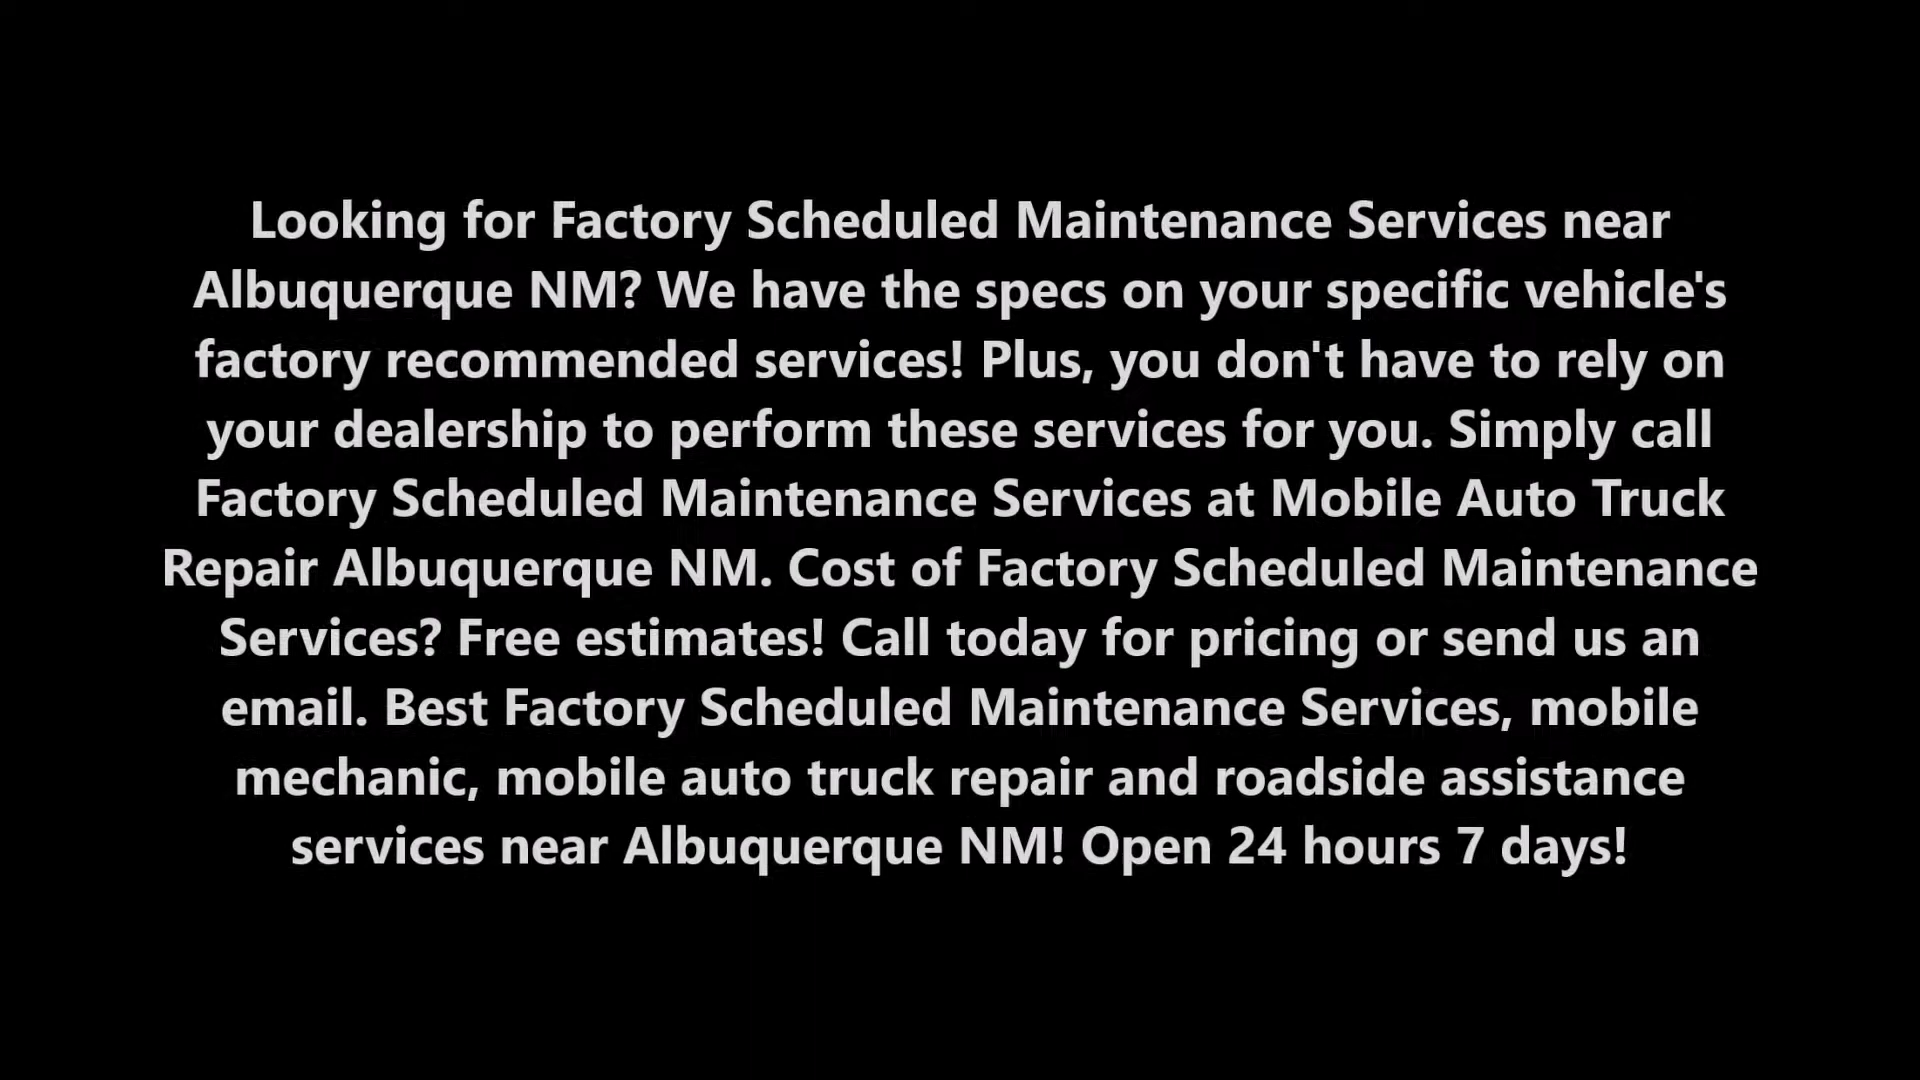 Looking for Factory Scheduled Maintenance Services near
Albuquerque NM? We have the specs on your specific vehicle's
factory recommended services! Plus, you don't have to rely on
your dealership to perform these services for you. Simply call
Factory Scheduled Maintenance Services at Mobile Auto Truck
Repair Albuquerque NM. Cost of Factory Scheduled Maintenance
Services? Free estimates! Call today for pricing or send us an
email. Best Factory Scheduled Maintenance Services, mobile
mechanic, mobile auto truck repair and roadside assistance
services near Albuquerque NM! Open 24 hours 7 days!